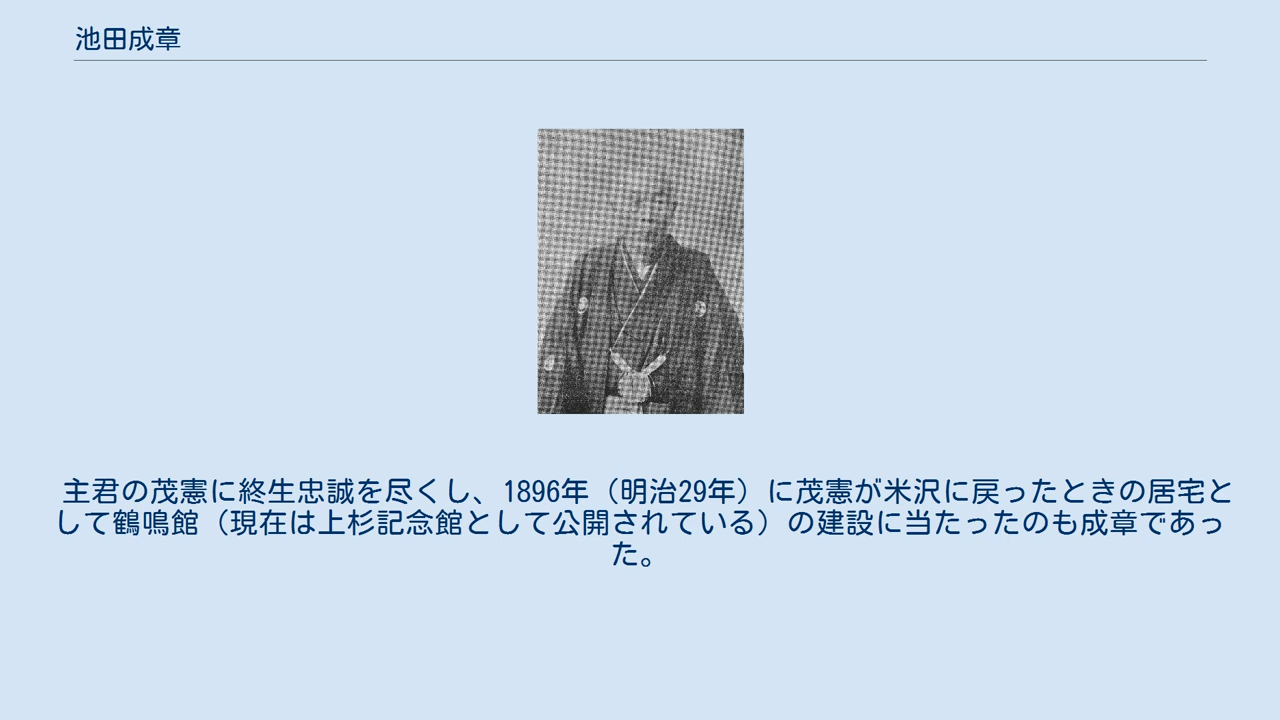 池田成章
主君の茂憲に終生忠誠を尽くし、1896年（明治29年）に茂憲が米沢に戻ったときの居宅と
して鶴鳴館（現在は上杉記念館として公開されている）の建設に当たったのも成章であっ
た。